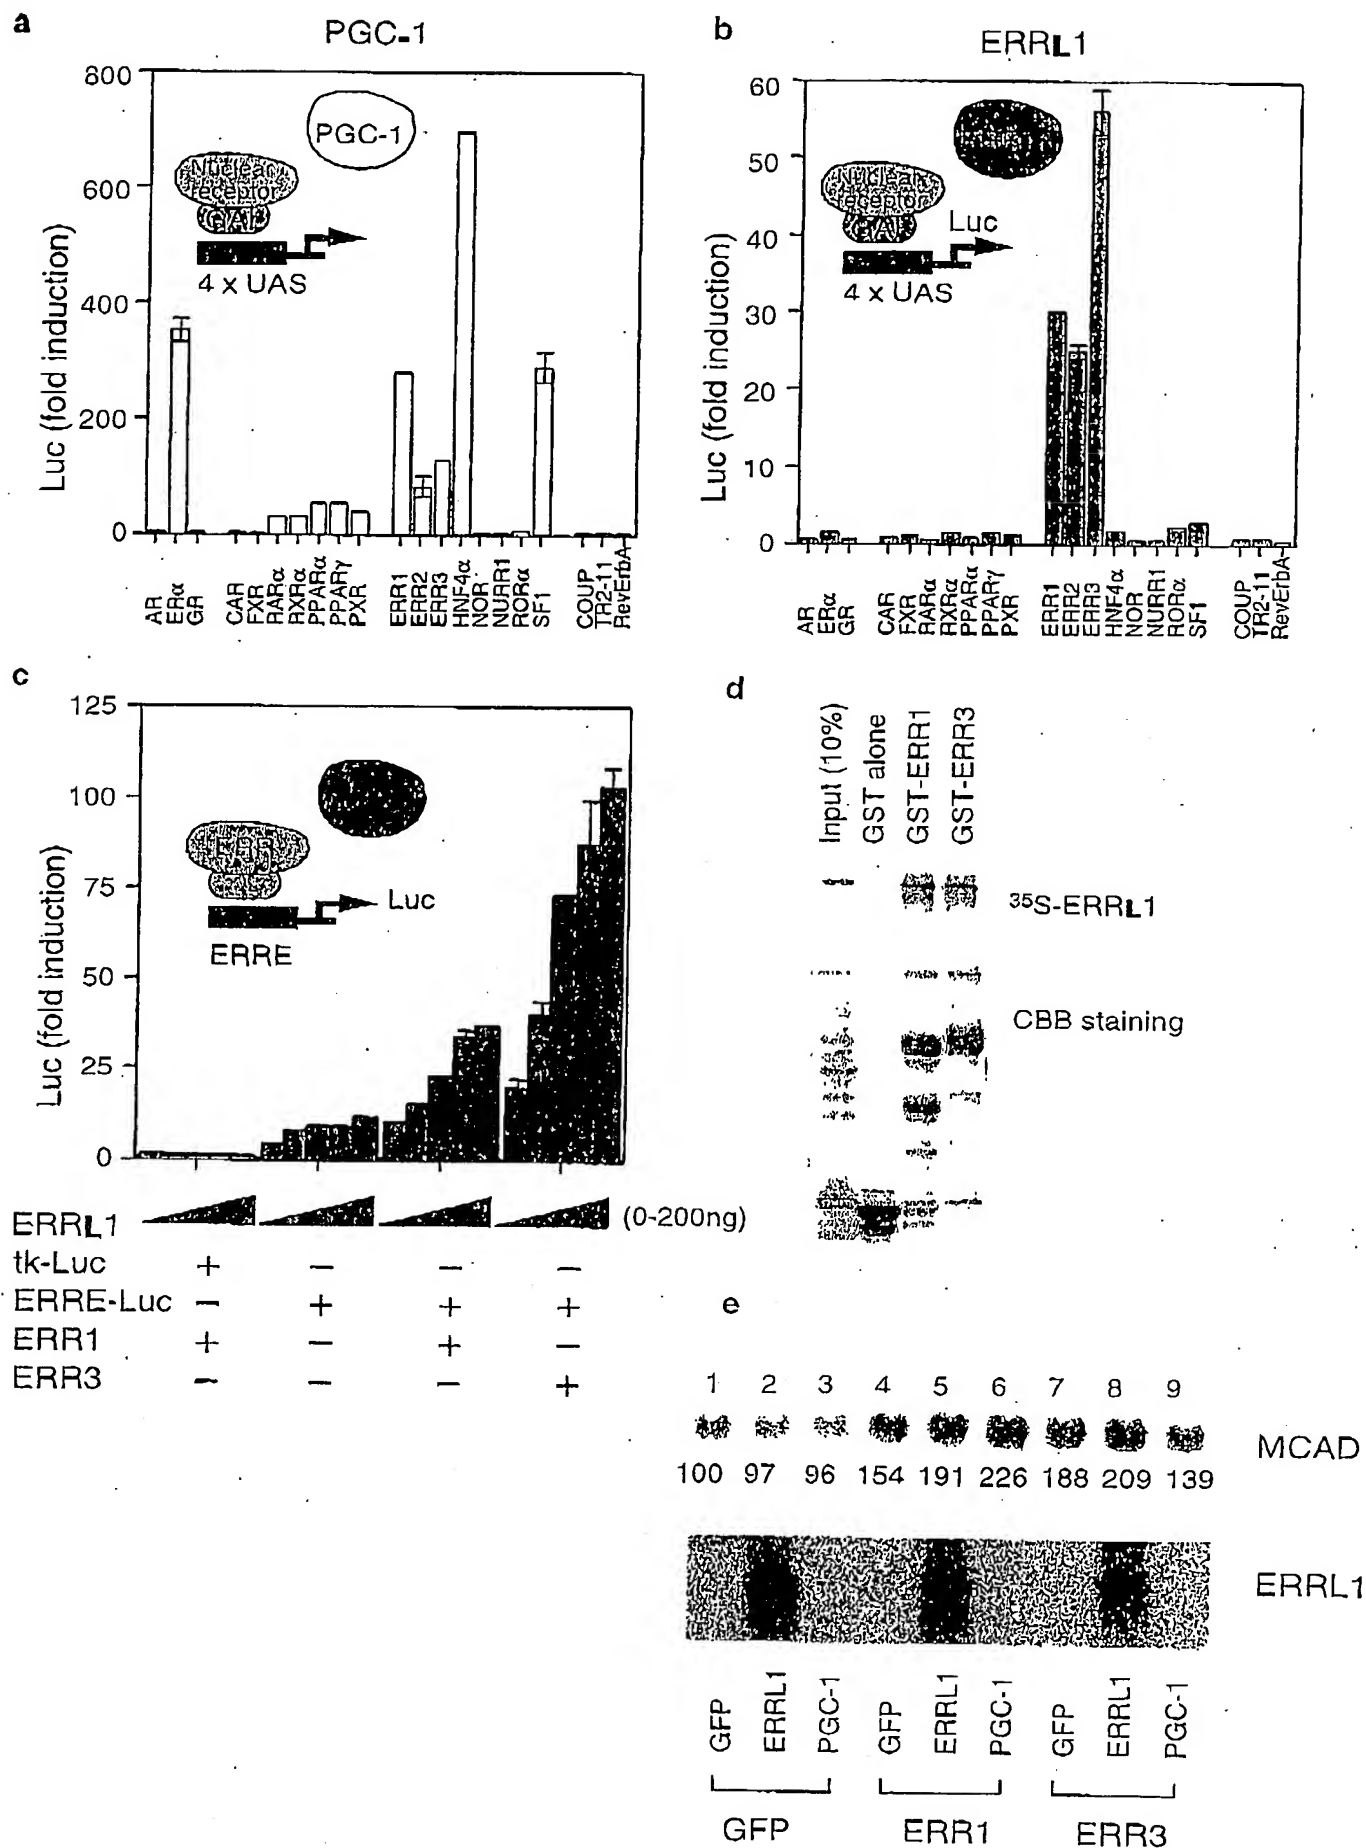 a
PGC-1
800
600
400
200
0
Luc (fold induction)
PGC-1
Nuclear
receptor
4 x UAS
AR
ERα
GR
CAR
FXR
RARα
RXRα
PPARα
PPARγ
PXR
ERR1
ERR2
ERR3
HNF4α
NOR
NURR1
RORα
SF1
COUP
TR2-11
RevErbA
b
ERRL1
60
50
40
30
20
10
0
Luc (fold induction)
Nuclear
receptor
Luc
4 x UAS
AR
ERα
GR
CAR
FXR
RARα
RXRα
PPARα
PPARγ
PXR
ERR1
ERR2
ERR3
HNF4α
NOR
NURR1
RORα
SF1
COUP
TR2-11
RevErbA
c
125
100
75
50
25
0
Luc (fold induction)
ERR
Luc
ERRE
ERRL1 (0-200ng)
tk-Luc + − − −
ERRE-Luc − + + +
ERR1 + − + −
ERR3 − − − +
d
Input (10%)
GST alone
GST-ERR1
GST-ERR3
³⁵S-ERRL1
CBB staining
e
1 2 3 4 5 6 7 8 9
MCAD
100 97 96 154 191 226 188 209 139
ERRL1
GFP
ERRL1
PGC-1
GFP
ERRL1
PGC-1
GFP
ERRL1
PGC-1
GFP ERR1 ERR3